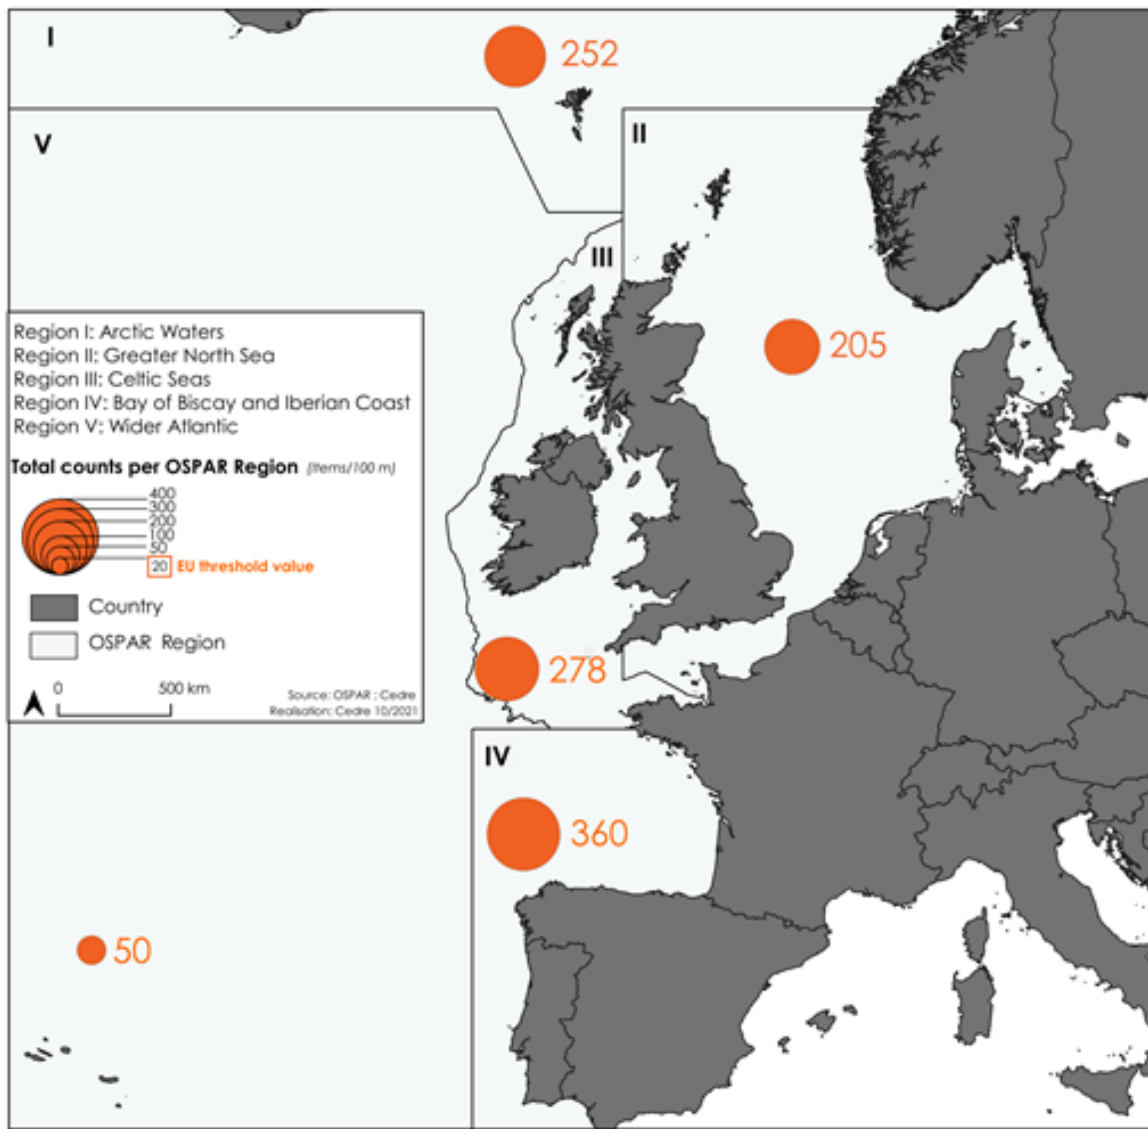 I
252
V
II
III
Region I: Arctic Waters
Region II: Greater North Sea
Region III: Celtic Seas
Region IV: Bay of Biscay and Iberian Coast
Region V: Wider Atlantic
205
Total counts per OSPAR Region (Items/100 m)
400
300
200
100
50
20 EU threshold value
Country
OSPAR Region
0 500 km
Source: OSPAR ; Cedre
Realisation: Cedre 10/2021
278
IV
360
50